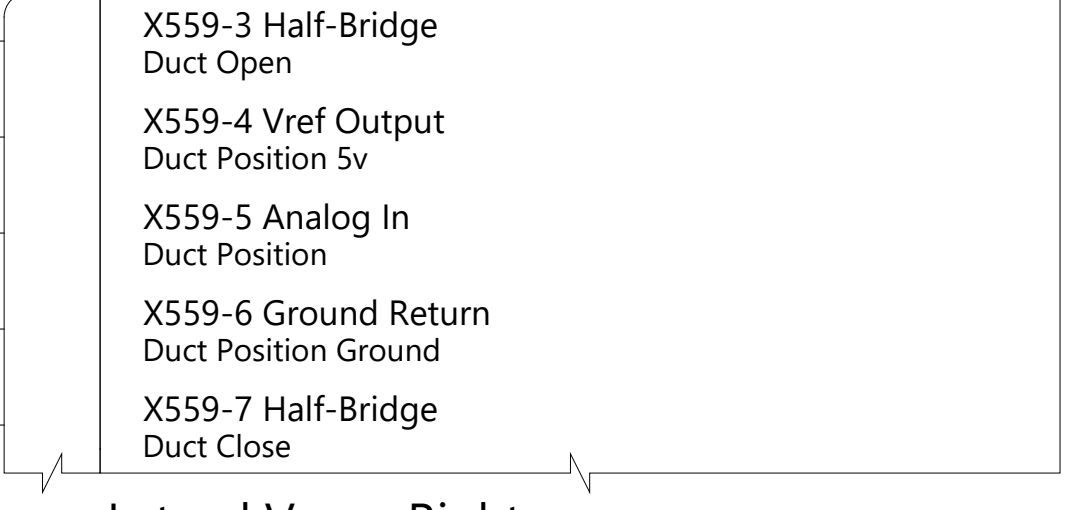 X559-3 Half-Bridge
Duct Open
X559-4 Vref Output
Duct Position 5v
X559-5 Analog In
Duct Position
X559-6 Ground Return
Duct Position Ground
X559-7 Half-Bridge
Duct Close